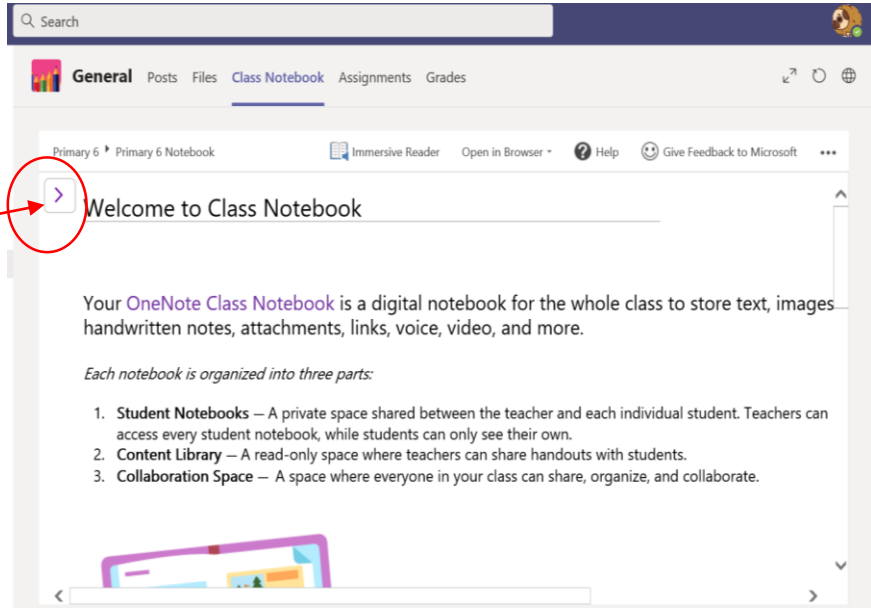 Search
General Posts Files Class Notebook Assignments Grades
Primary 6 Primary 6 Notebook Immersive Reader Open in Browser Help Give Feedback to Microsoft
Welcome to Class Notebook
Your OneNote Class Notebook is a digital notebook for the whole class to store text, images
handwritten notes, attachments, links, voice, video, and more.
Each notebook is organized into three parts:
1. Student Notebooks — A private space shared between the teacher and each individual student. Teachers can
access every student notebook, while students can only see their own.
2. Content Library — A read-only space where teachers can share handouts with students.
3. Collaboration Space — A space where everyone in your class can share, organize, and collaborate.